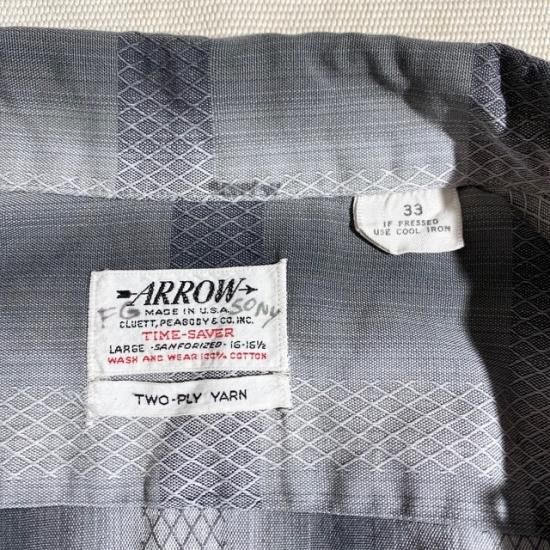 33
IF PRESSED
USE COOL IRON
ARROW
MADE IN U.S.A.
FG SONY
CLUETT, PEABODY & CO. INC.
TIME-SAVER
LARGE -SANFORIZED- 16-16½
WASH AND WEAR 100% COTTON
TWO-PLY YARN